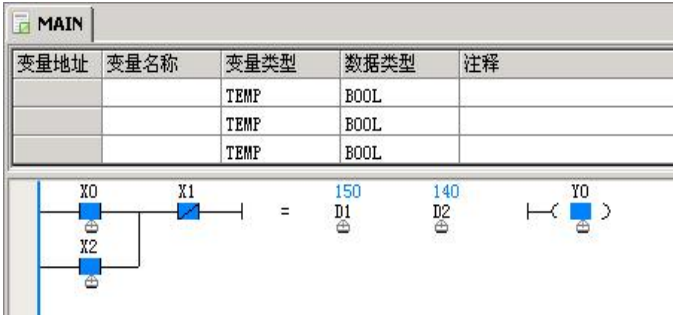 MAIN
变量地址 变量名称 变量类型 数据类型 注释
TEMP BOOL
TEMP BOOL
TEMP BOOL
X0 X1 150 140 Y0
= D1 D2
X2